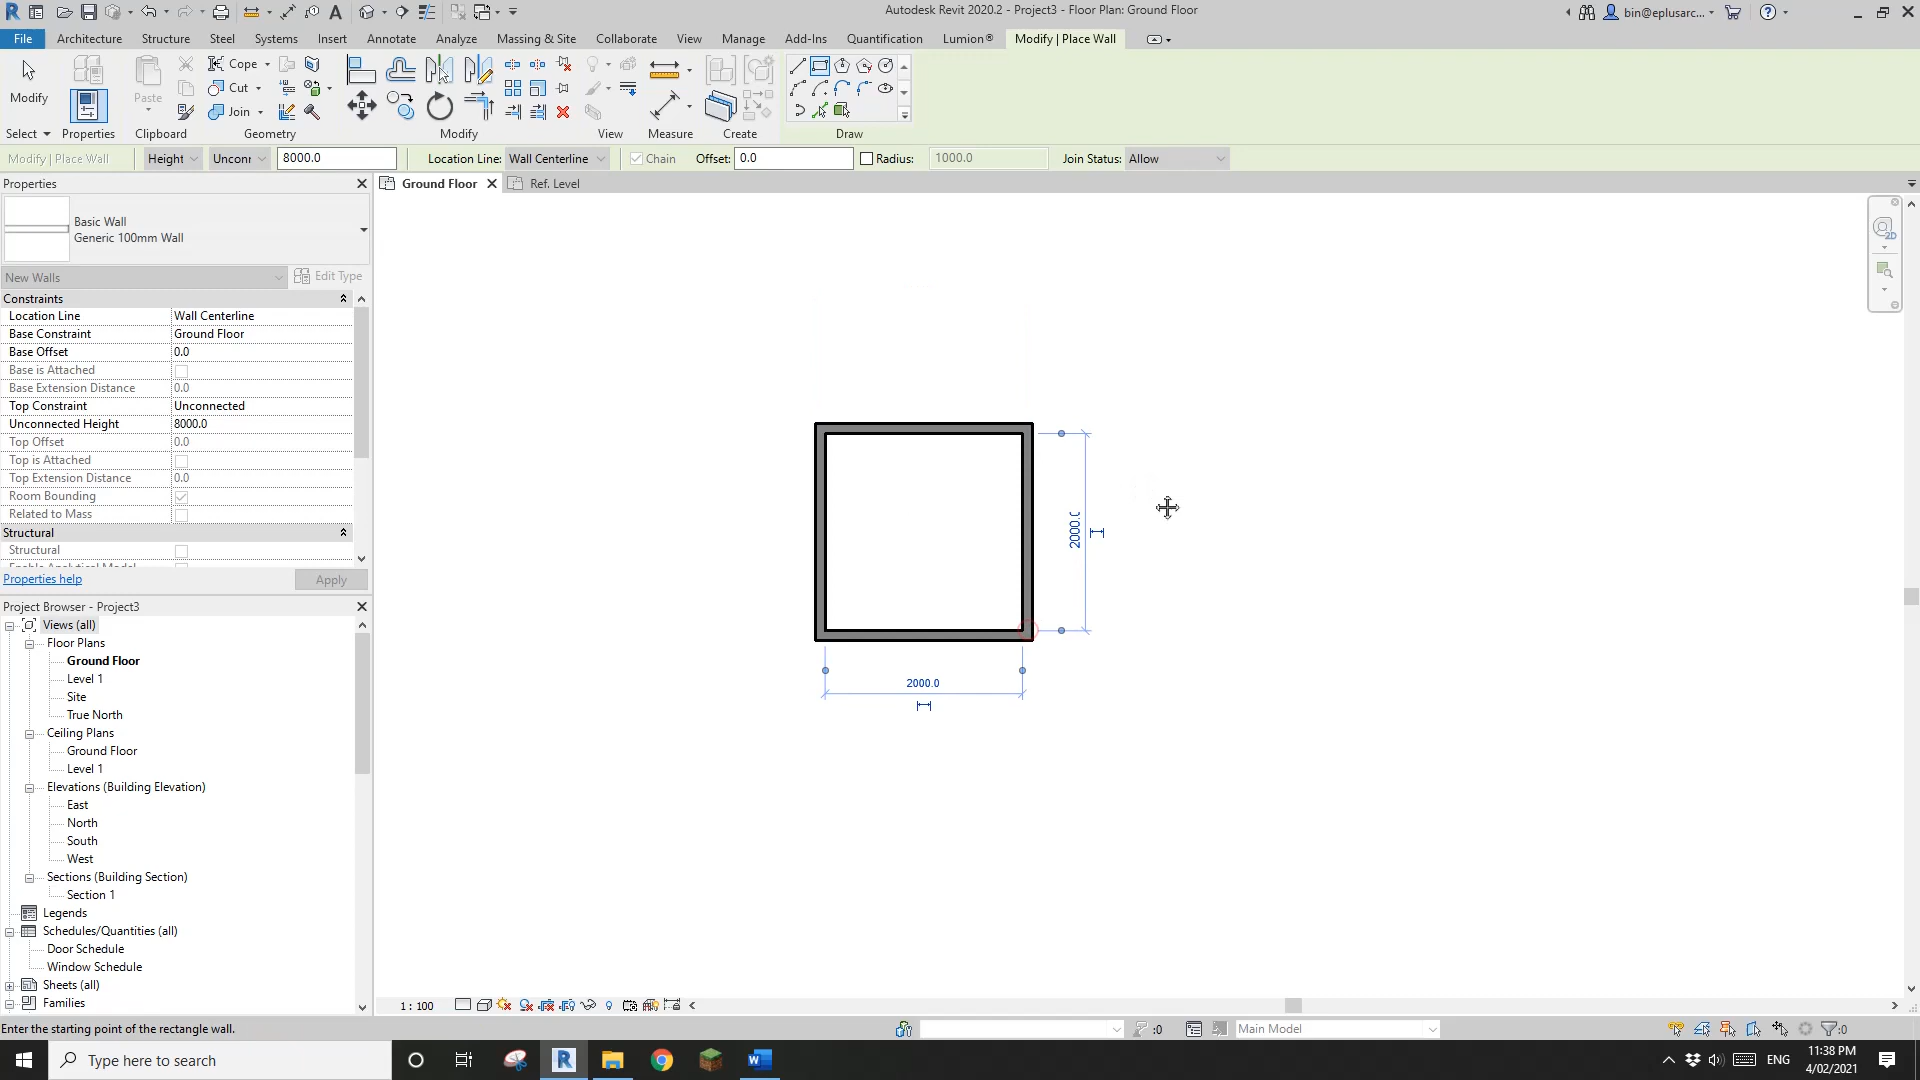 Autodesk Revit 2020.2 - Project3 - Floor Plan: Ground Floor
bin@eplusarc...
File Architecture Structure Steel Systems Insert Annotate Analyze Massing & Site Collaborate View Manage Add-Ins Quantification Lumion® Modify | Place Wall
Modify
Paste
Cope
Cut
Join
Select Properties Clipboard Geometry Modify View Measure Create Draw
Modify | Place Wall Height Unconr 8000.0 Location Line: Wall Centerline Chain Offset: 0.0 Radius: 1000.0 Join Status: Allow
Properties
Ground Floor Ref. Level
Basic Wall
Generic 100mm Wall
New Walls Edit Type
Constraints
Location Line Wall Centerline
Base Constraint Ground Floor
Base Offset 0.0
Base is Attached
Base Extension Distance 0.0
Top Constraint Unconnected
Unconnected Height 8000.0
Top Offset 0.0
Top is Attached
Top Extension Distance 0.0
Room Bounding
Related to Mass
Structural
Structural
Enable Analytical Model
Properties help Apply
2000.0
2000.0
2D
Project Browser - Project3
Views (all)
Floor Plans
Ground Floor
Level 1
Site
True North
Ceiling Plans
Ground Floor
Level 1
Elevations (Building Elevation)
East
North
South
West
Sections (Building Section)
Section 1
Legends
Schedules/Quantities (all)
Door Schedule
Window Schedule
Sheets (all)
Families
1 : 100
Enter the starting point of the rectangle wall.
:0
Main Model
:0
Type here to search
ENG
11:38 PM
4/02/2021